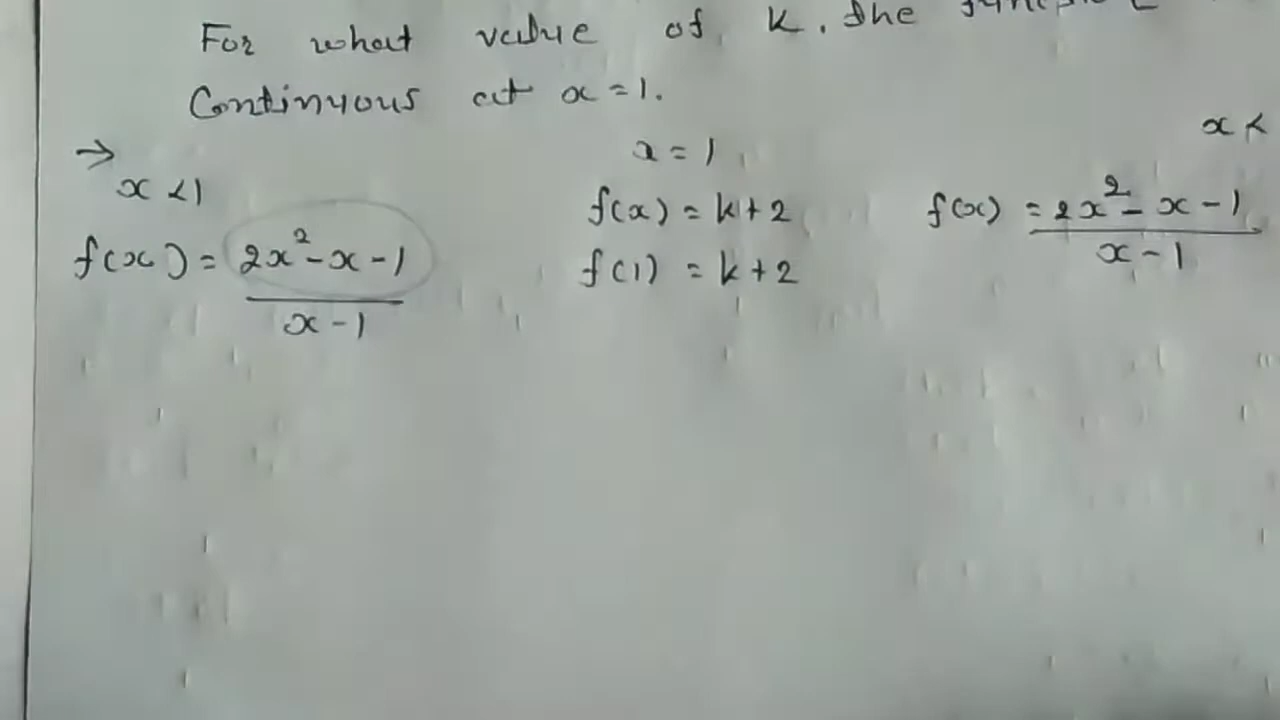 For what value of k, the
Continuous at x = 1.
→
x < 1
f(x) = 2x² - x - 1
x - 1
x = 1
f(x) = k + 2
f(1) = k + 2
x <
f(x) = 2x² - x - 1
x - 1